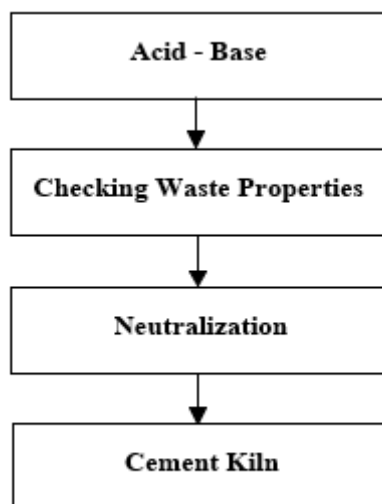 Acid - Base
Checking Waste Properties
Neutralization
Cement Kiln